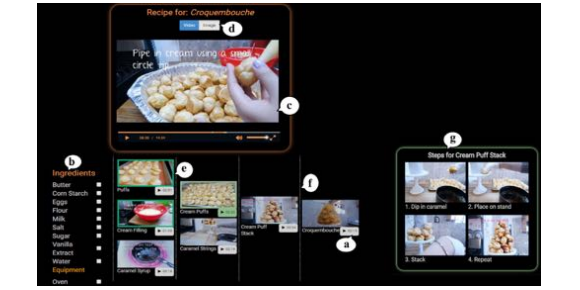 Recipe for: Croquembouche
Video Image
d
Pipe in cream using a small
circle tip
c
g
Steps for Cream Puff Stack
1. Dip in caramel 2. Place on stand
3. Stack 4. Repeat
b
Ingredients
Butter
Corn Starch
Eggs
Flour
Milk
Salt
Sugar
Vanilla
Extract
Water
Equipment
Oven
e
Puffs
Cream Filling
Caramel Syrup
Cream Puffs
Caramel Strings
f
Cream Puff
Stack
Croquembouche
a